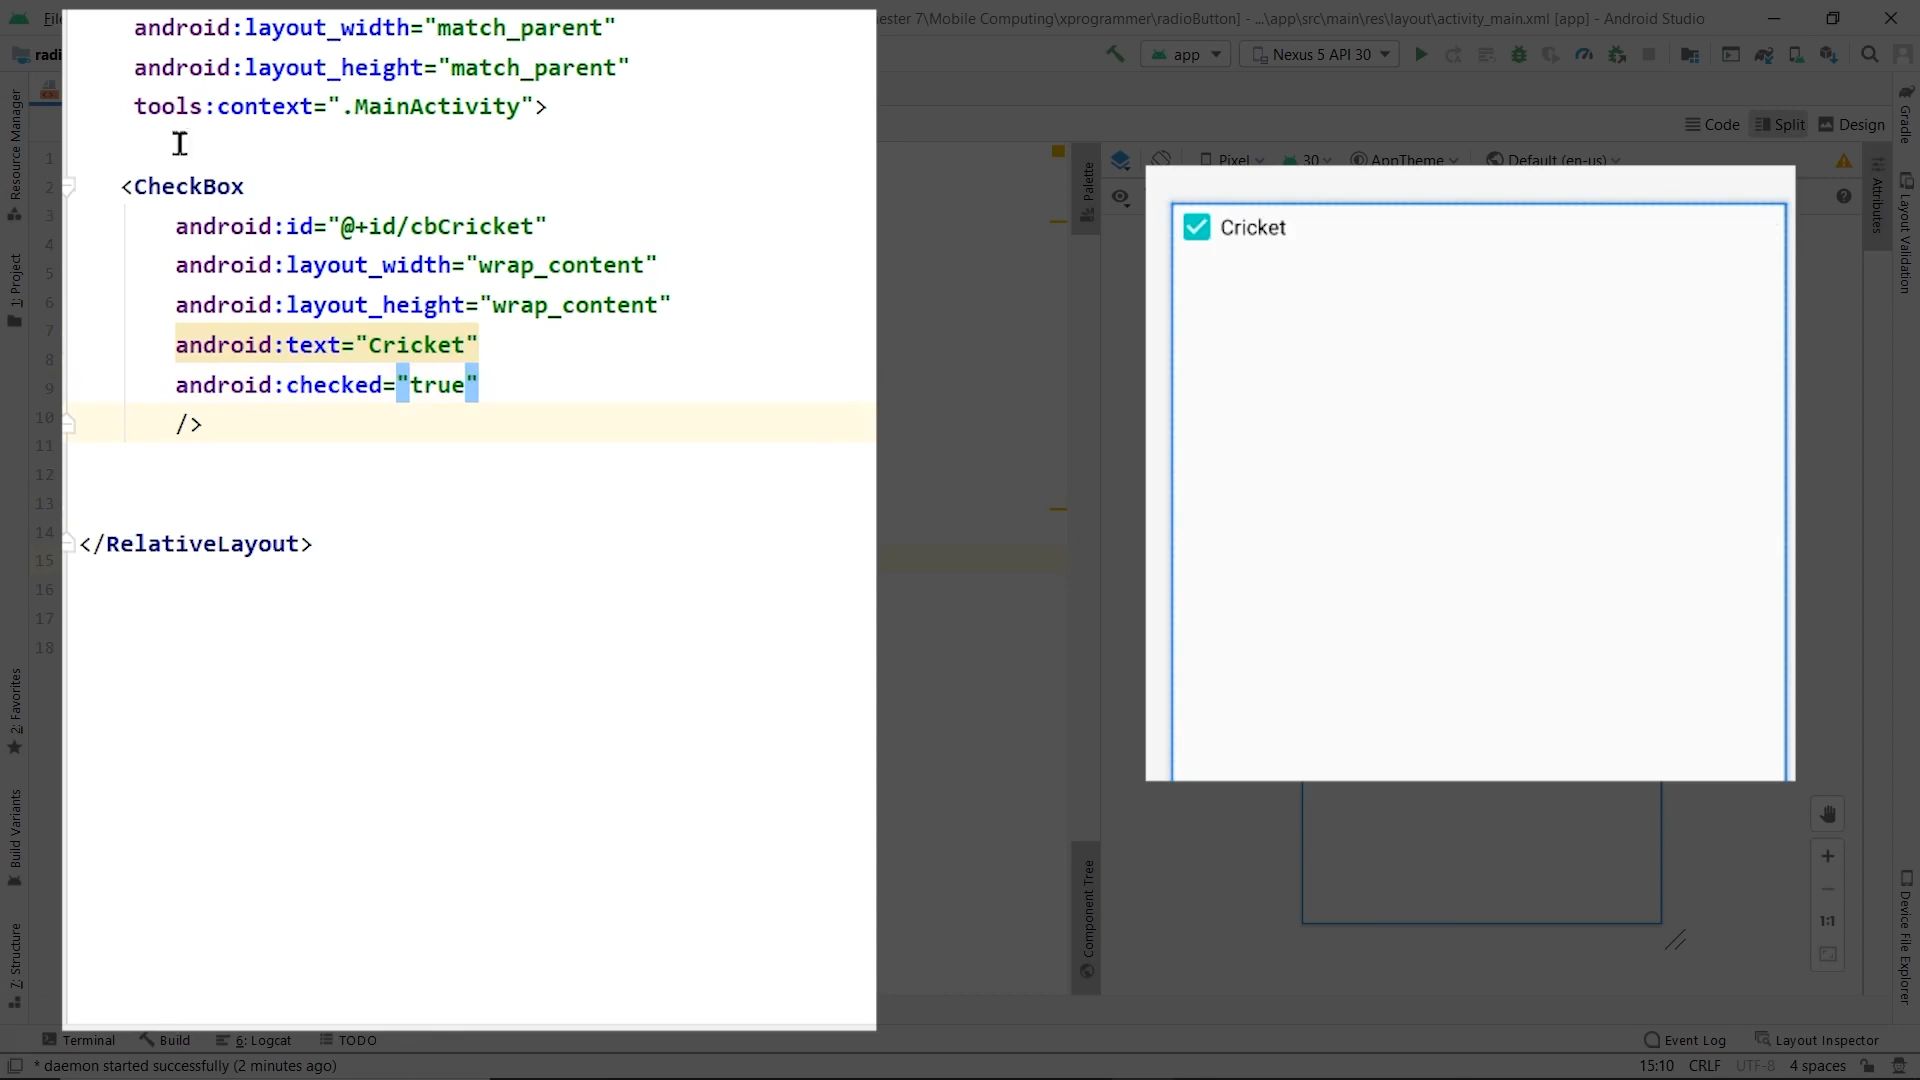 File
ester 7\Mobile Computing\xprogrammer\radioButton] - ...\app\src\main\res\layout\activity_main.xml [app] - Android Studio
radi
app
Nexus 5 API 30
Code
Split
Design
Pixel
30
AppTheme
Default (en-us)
android:layout_width="match_parent"
android:layout_height="match_parent"
tools:context=".MainActivity">
<CheckBox
android:id="@+id/cbCricket"
android:layout_width="wrap_content"
android:layout_height="wrap_content"
android:text="Cricket"
android:checked="true"
/>
</RelativeLayout>
1
2
3
4
5
6
7
8
9
10
11
12
13
14
15
16
17
18
Cricket
Resource Manager
1: Project
2: Favorites
Build Variants
7: Structure
Palette
Component Tree
Attributes
Gradle
Layout Validation
Device File Explorer
1:1
Terminal
Build
6: Logcat
TODO
Event Log
Layout Inspector
* daemon started successfully (2 minutes ago)
15:10
CRLF
UTF-8
4 spaces